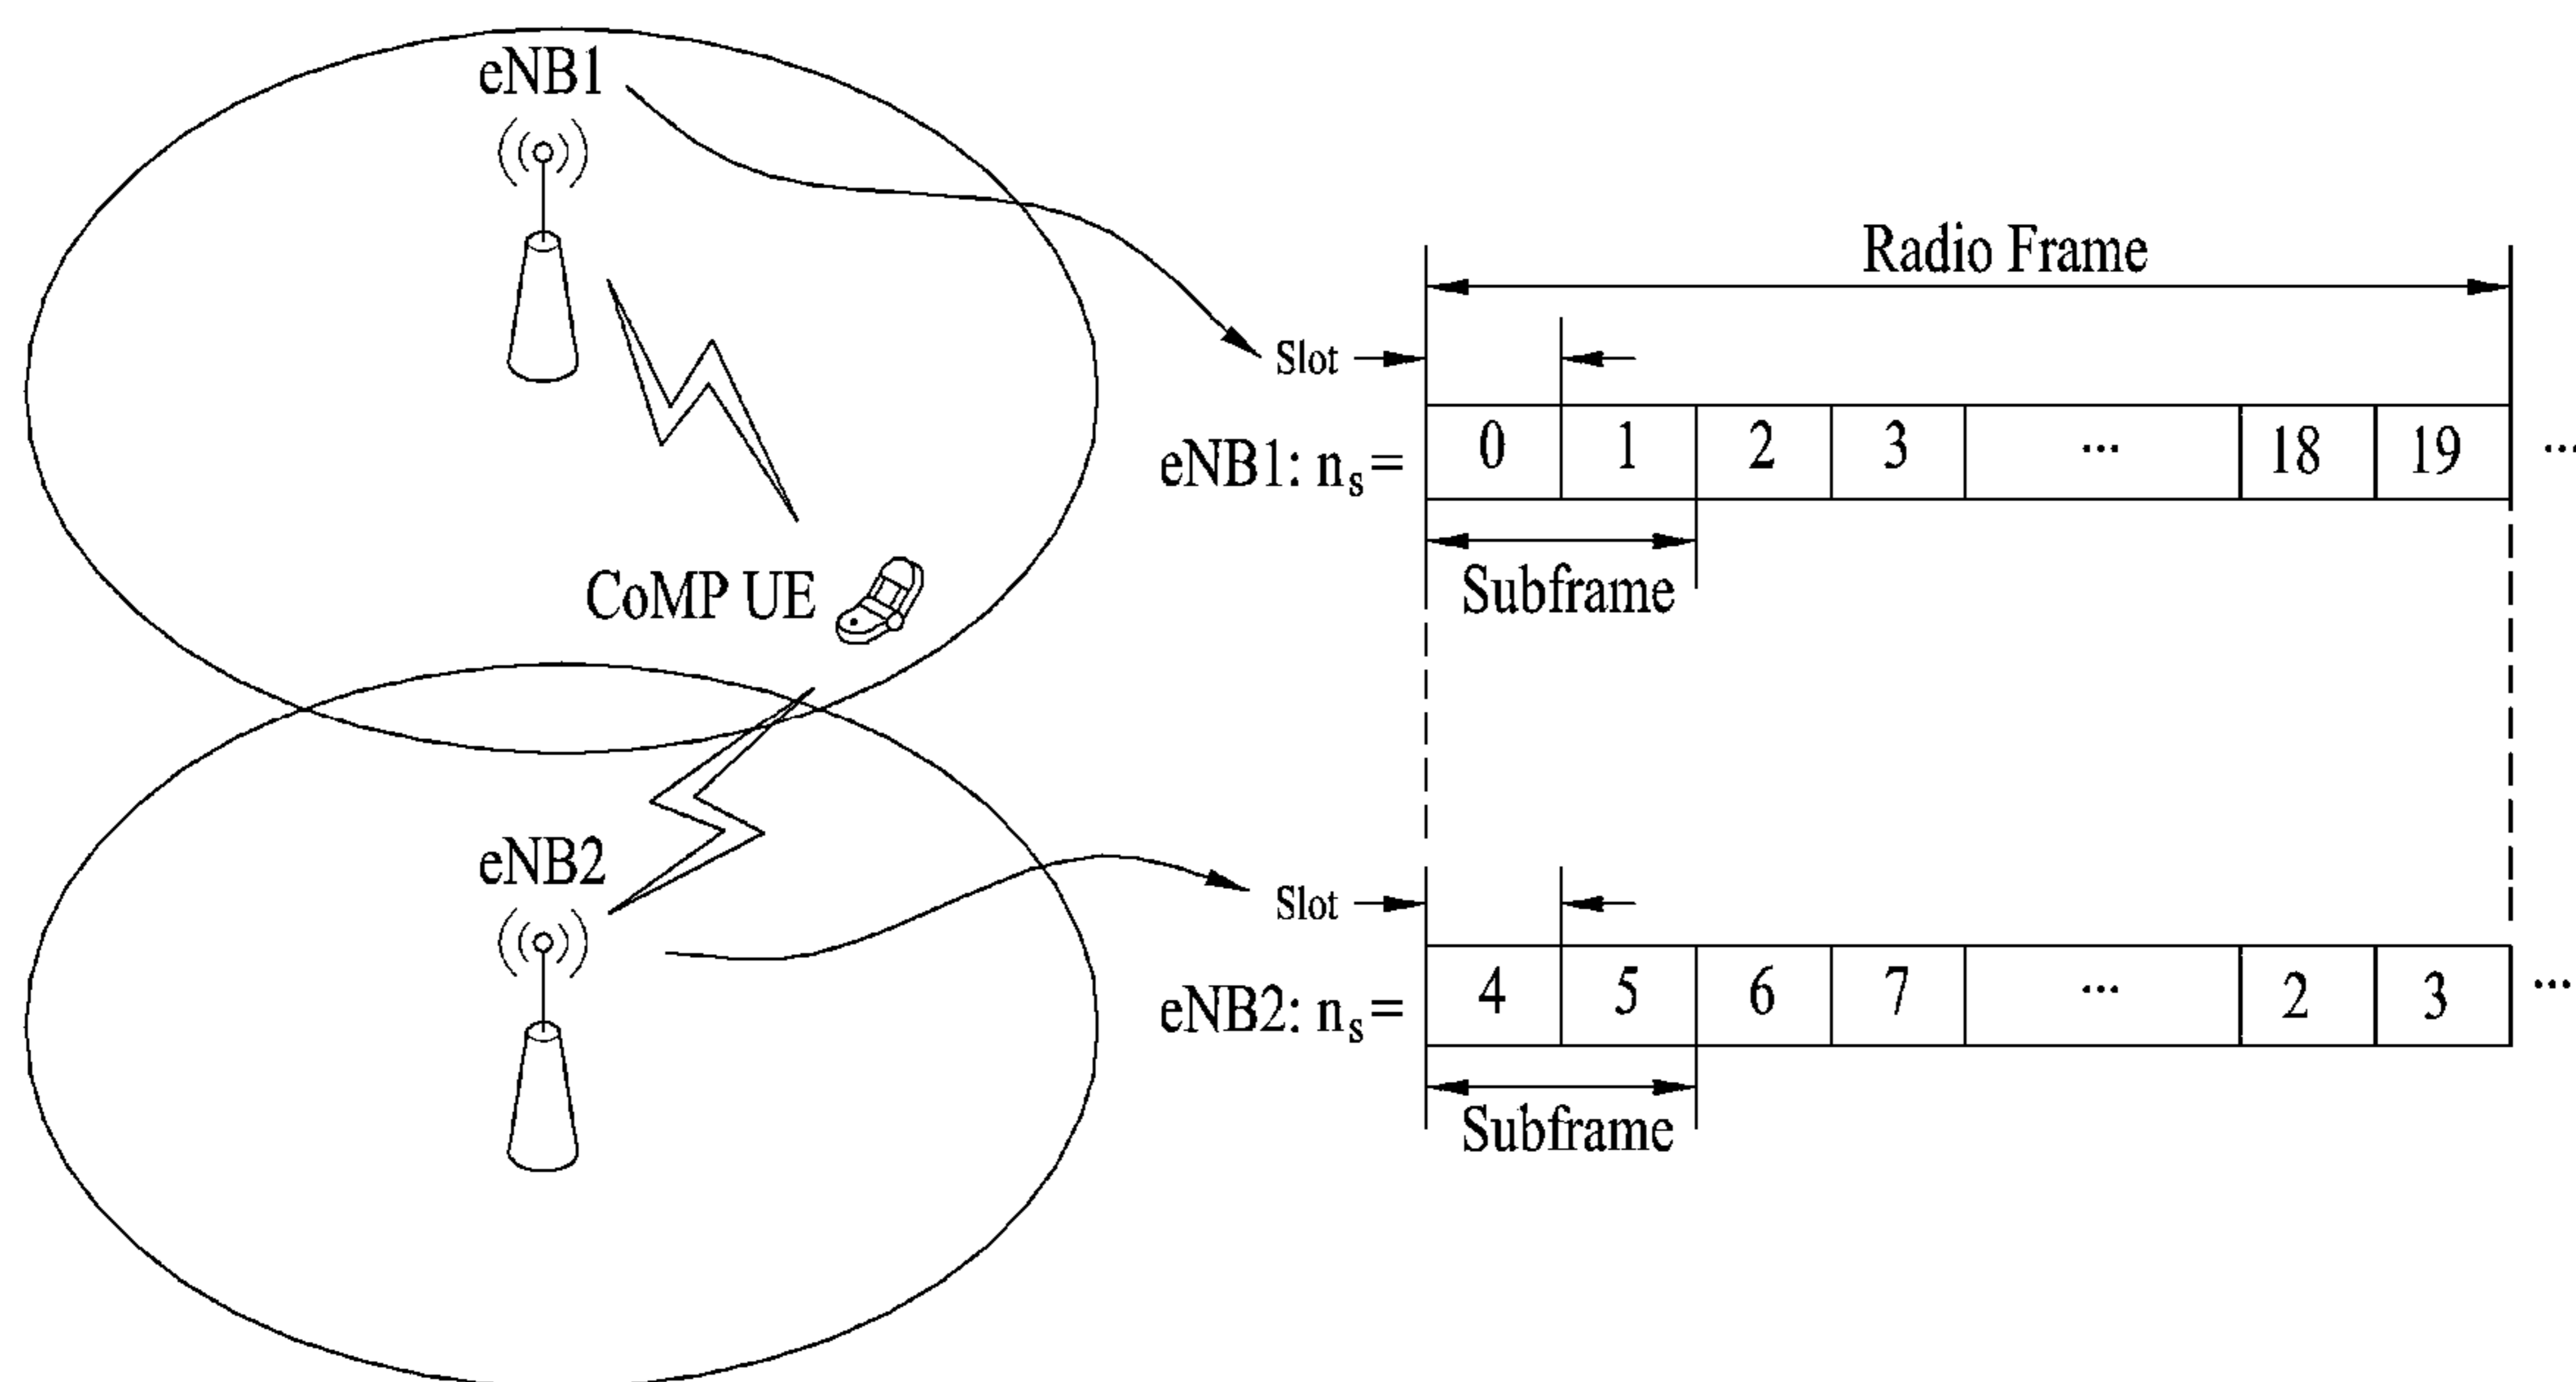 eNB1
CoMP UE
eNB2
Radio Frame
Slot
eNB1: ns= 0 1 2 3 ... 18 19 ...
Subframe
Slot
eNB2: ns= 4 5 6 7 ... 2 3 ...
Subframe